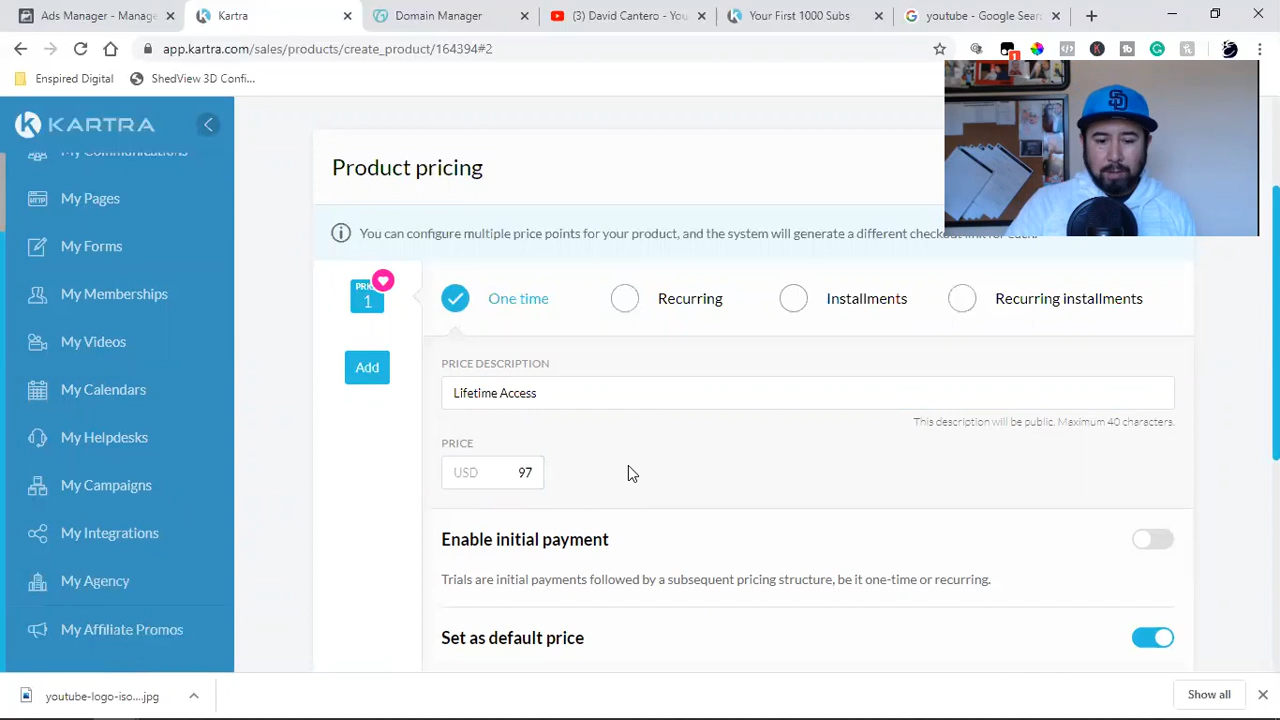 Ads Manager - Manage
Kartra
Domain Manager
(3) David Cantero - You
Your First 1000 Subs
youtube - Google Sear
app.kartra.com/sales/products/create_product/164394#2
Enspired Digital
ShedView 3D Confi...
KARTRA
My Communications
My Pages
My Forms
My Memberships
My Videos
My Calendars
My Helpdesks
My Campaigns
My Integrations
My Agency
My Affiliate Promos
Product pricing
You can configure multiple price points for your product, and the system will generate a different checkout link for each.
1
Add
One time
Recurring
Installments
Recurring installments
PRICE DESCRIPTION
Lifetime Access
This description will be public. Maximum 40 characters.
PRICE
USD 97
Enable initial payment
Trials are initial payments followed by a subsequent pricing structure, be it one-time or recurring.
Set as default price
youtube-logo-iso....jpg
Show all